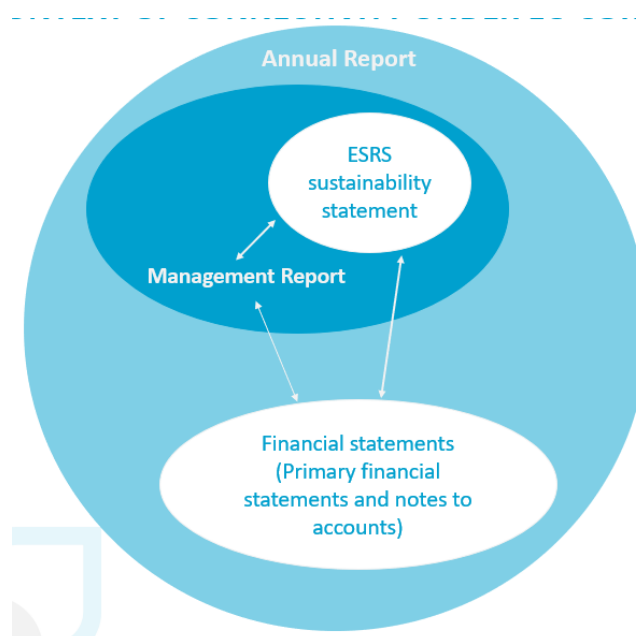 Annual Report
ESRS
sustainability
statement
Management Report
Financial statements
(Primary financial
statements and notes to
accounts)